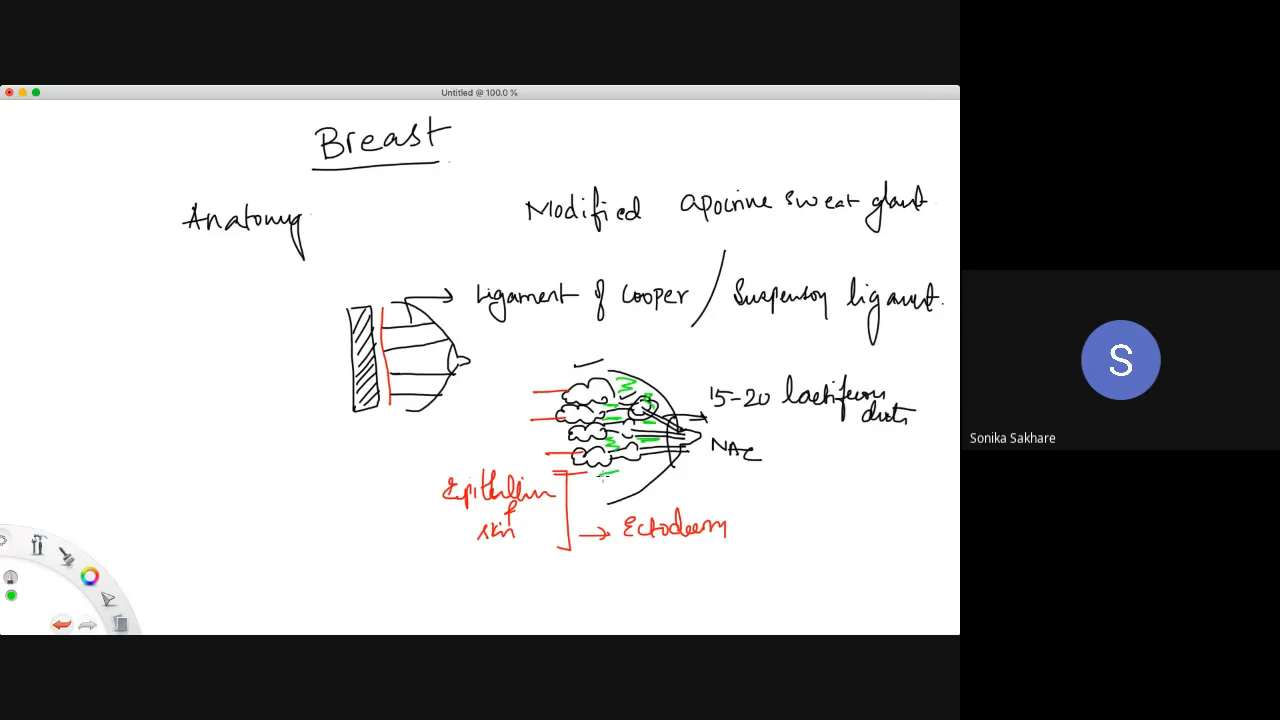 Untitled @ 100.0 %
Breast
Anatomy
Modified apocrine sweat gland
Ligament of Cooper / Suspensory ligament.
15-20 lactiferous
ducts
NAC
Epithelium
of
skin
→ Ectoderm
S
Sonika Sakhare